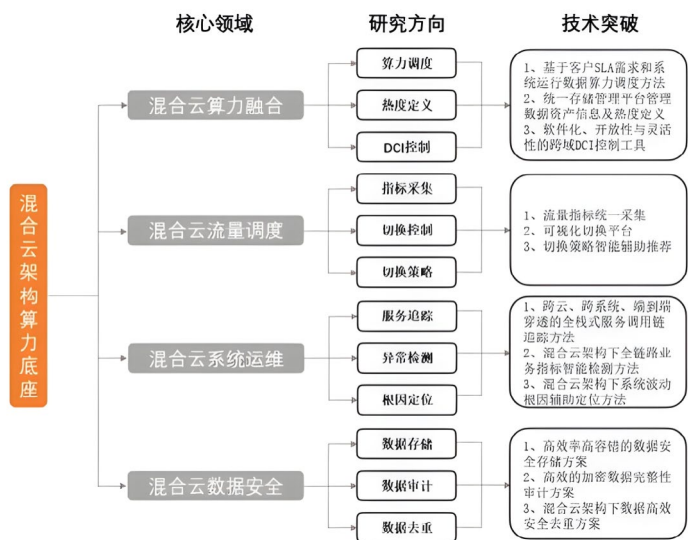 核心领域
研究方向
技术突破
混合云架构算力底座
混合云算力融合
算力调度
热度定义
DCI控制
1、基于客户SLA需求和系
统运行数据算力调度方法
2、统一存储管理平台管理
数据资产信息及热度定义
3、软件化、开放性与灵活
性的跨域DCI控制工具
混合云流量调度
指标采集
切换控制
切换策略
1、流量指标统一采集
2、可视化切换平台
3、切换策略智能辅助推荐
混合云系统运维
服务追踪
异常检测
根因定位
1、跨云、跨系统、端到端
穿透的全栈式服务调用链
追踪方法
2、混合云架构下全链路业
务指标智能检测方法
3、混合云架构下系统波动
根因辅助定位方法
混合云数据安全
数据存储
数据审计
数据去重
1、高效率高容错的数据安
全存储方案
2、高效的加密数据完整性
审计方案
3、混合云架构下数据高效
安全去重方案